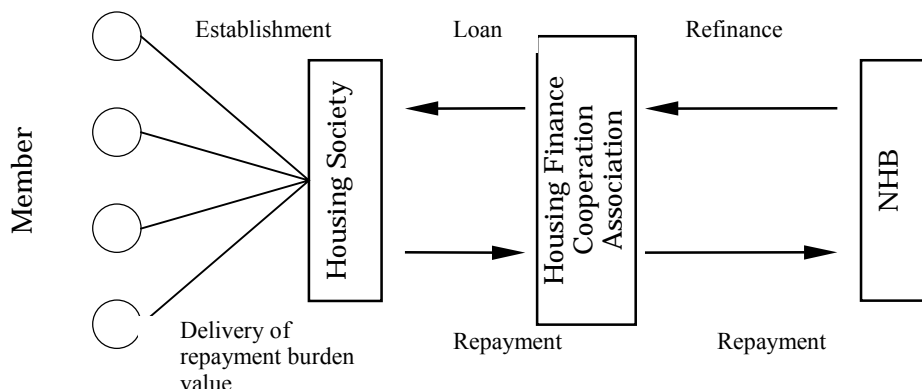 Establishment
Loan
Refinance
Member
Housing Society
Housing Finance
Cooperation
Association
NHB
Delivery of
repayment burden
value
Repayment
Repayment